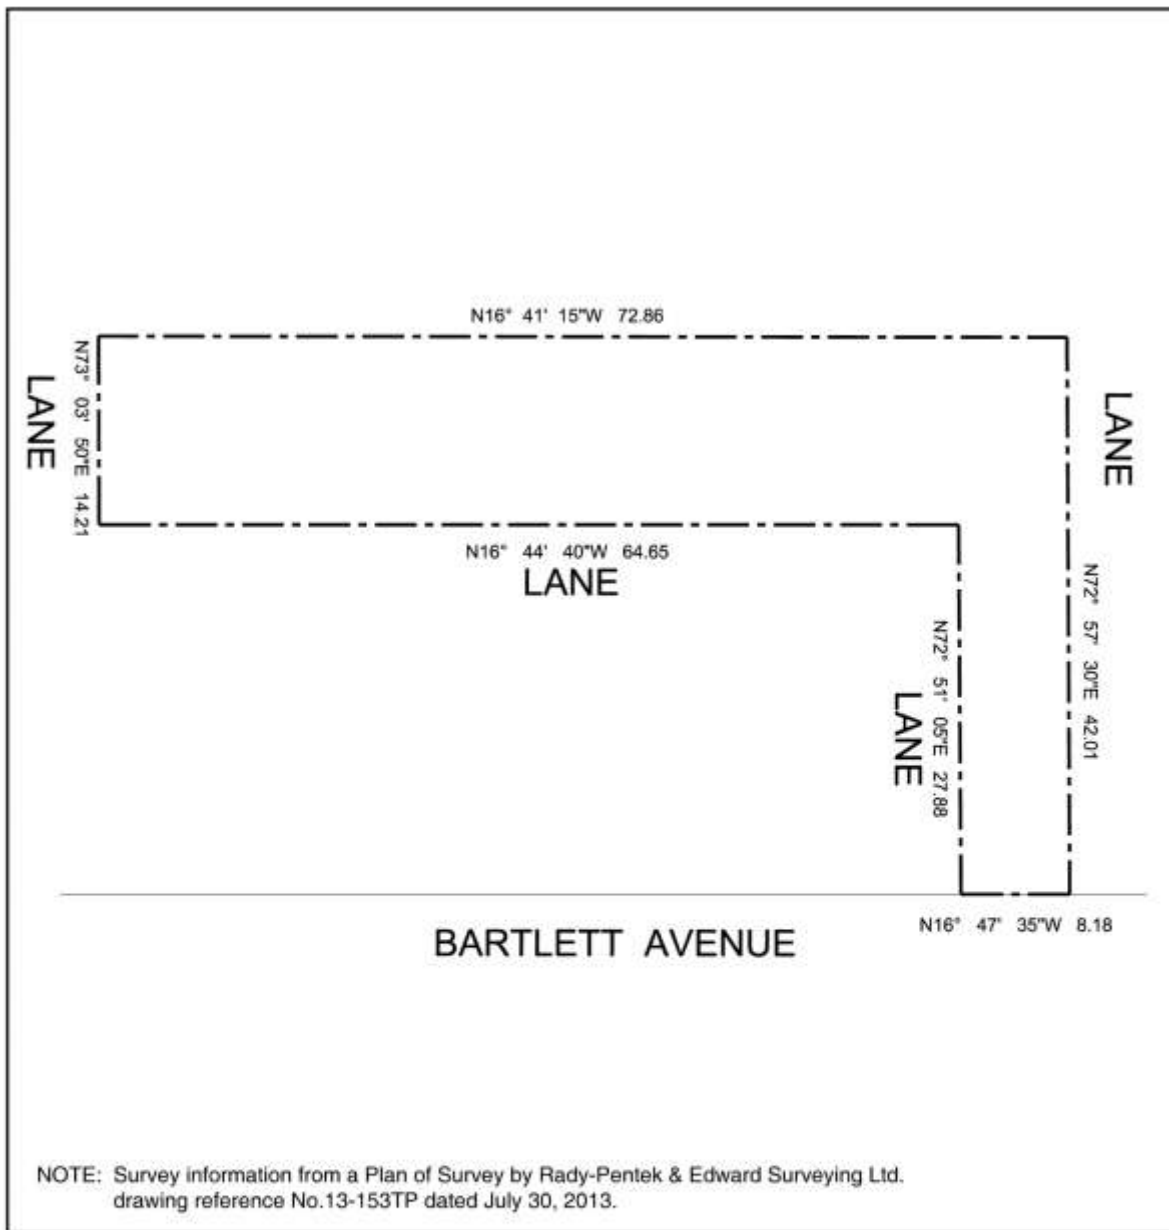 N16° 41' 15"W 72.86
N73° 03' 50"E 14.21
LANE
LANE
N16° 44' 40"W 64.65
LANE
N72° 57' 30"E 42.01
N72° 51' 05"E 27.88
LANE
N16° 47' 35"W 8.18
BARTLETT AVENUE
NOTE: Survey information from a Plan of Survey by Rady-Pentek & Edward Surveying Ltd.
drawing reference No.13-153TP dated July 30, 2013.